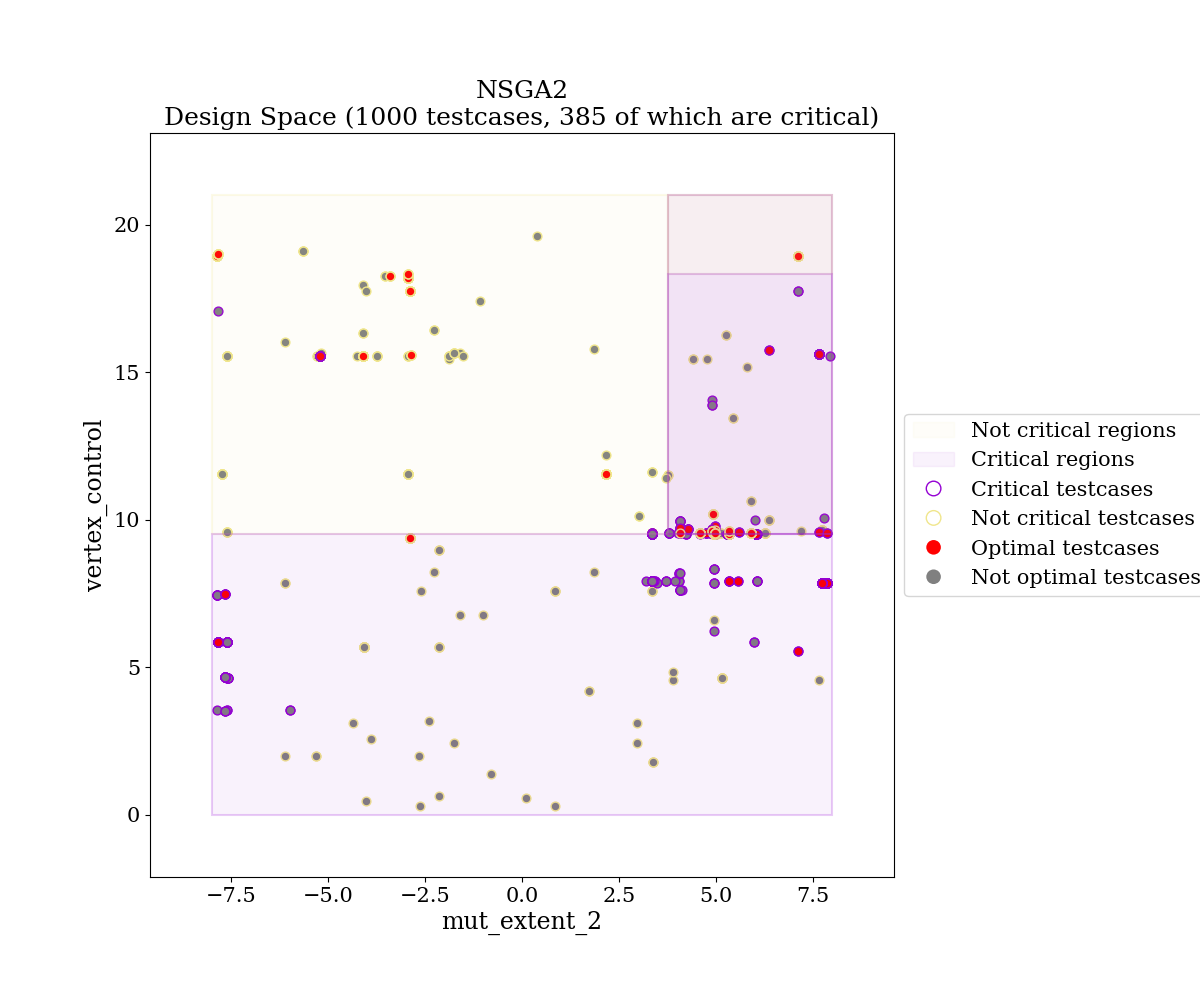 NSGA2
Design Space (1000 testcases, 385 of which are critical)
20
15
10
5
0
vertex_control
−7.5
−5.0
−2.5
0.0
2.5
5.0
7.5
mut_extent_2
Not critical regions
Critical regions
Critical testcases
Not critical testcases
Optimal testcases
Not optimal testcases